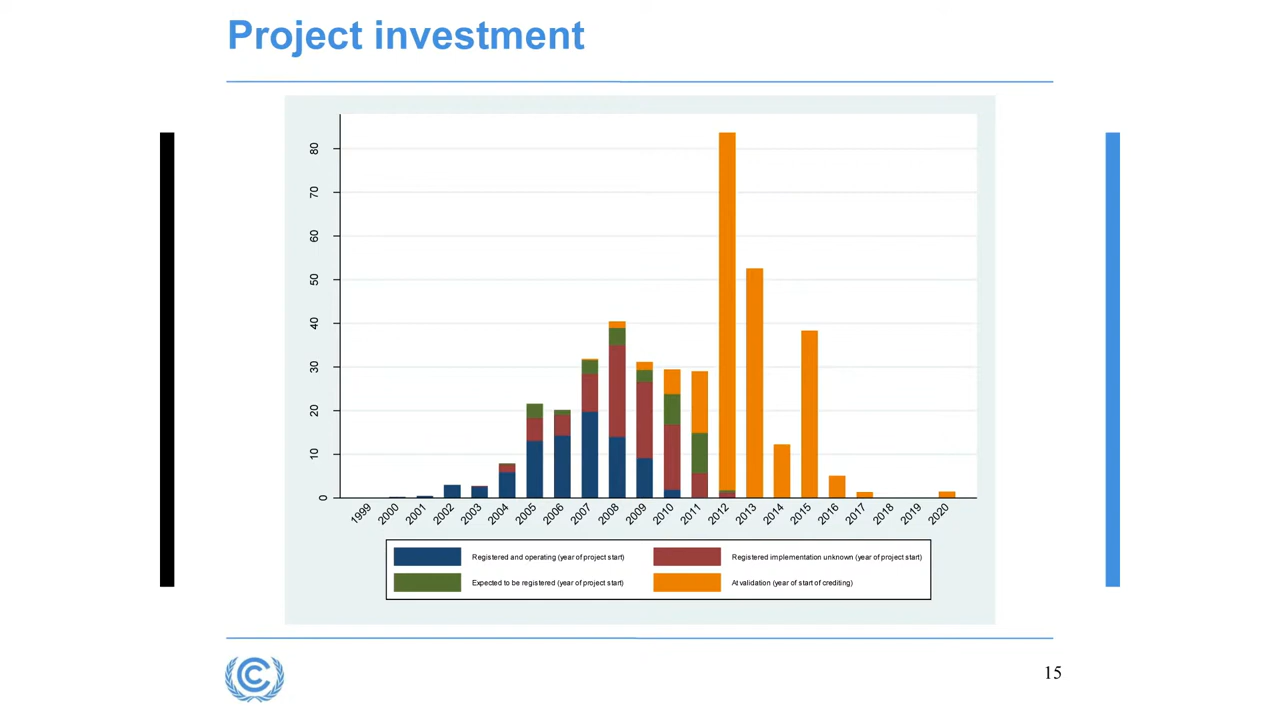 Project investment
80
70
60
50
40
30
20
10
0
1999 2000 2001 2002 2003 2004 2005 2006 2007 2008 2009 2010 2011 2012 2013 2014 2015 2016 2017 2018 2019 2020
Registered and operating (year of project start) Registered implementation unknown (year of project start)
Expected to be registered (year of project start) At validation (year of start of crediting)
15